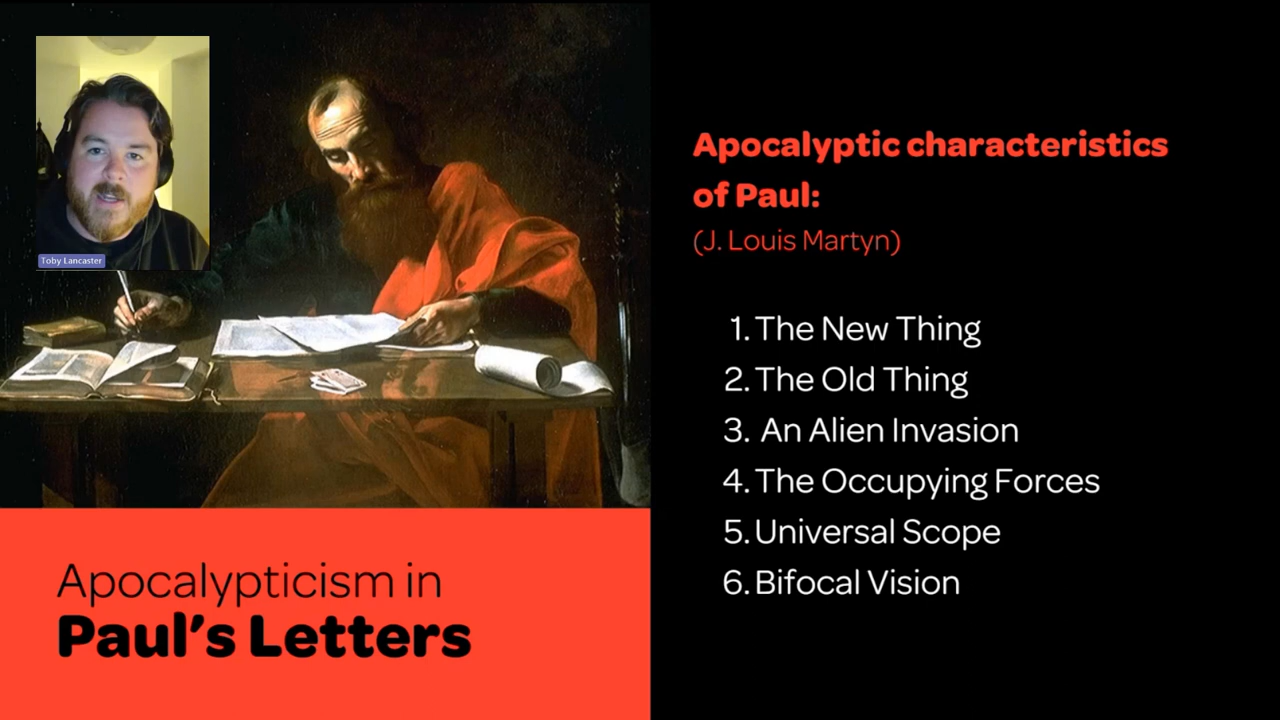 Toby Lancaster
Apocalypticism in
Paul's Letters
Apocalyptic characteristics
of Paul:
(J. Louis Martyn)
1. The New Thing
2. The Old Thing
3. An Alien Invasion
4. The Occupying Forces
5. Universal Scope
6. Bifocal Vision